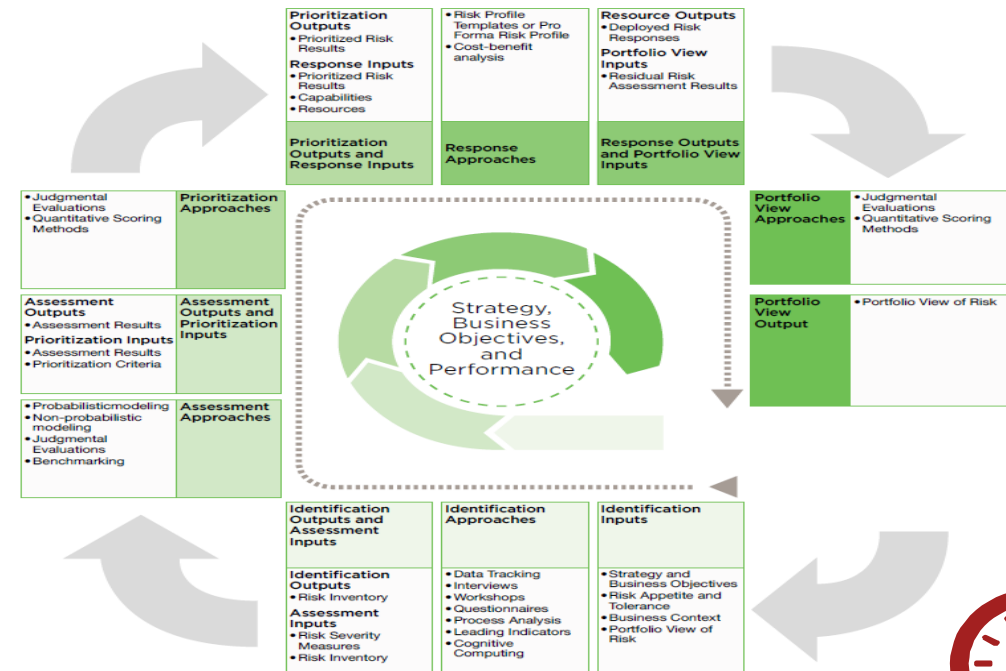 Prioritization
Outputs
• Prioritized Risk
Results
Response Inputs
• Prioritized Risk
Results
• Capabilities
• Resources
Prioritization
Outputs and
Response Inputs
• Risk Profile
Templates or Pro
Forma Risk Profile
• Cost-benefit
analysis
Response
Approaches
Resource Outputs
• Deployed Risk
Responses
Portfolio View
Inputs
• Residual Risk
Assessment Results
Response Outputs
and Portfolio View
Inputs
• Judgmental
Evaluations
• Quantitative Scoring
Methods
Prioritization
Approaches
Portfolio
View
Approaches
• Judgmental
Evaluations
• Quantitative Scoring
Methods
Assessment
Outputs
• Assessment Results
Prioritization Inputs
• Assessment Results
• Prioritization Criteria
Assessment
Outputs and
Prioritization
Inputs
Strategy,
Business
Objectives,
and
Performance
Portfolio
View
Output
• Portfolio View of Risk
• Probabilisticmodeling
• Non-probabilistic
modeling
• Judgmental
Evaluations
• Benchmarking
Assessment
Approaches
Identification
Outputs and
Assessment
Inputs
Identification
Outputs
• Risk Inventory
Assessment
Inputs
• Risk Severity
Measures
• Risk Inventory
Identification
Approaches
• Data Tracking
• Interviews
• Workshops
• Questionnaires
• Process Analysis
• Leading Indicators
• Cognitive
Computing
Identification
Inputs
• Strategy and
Business Objectives
• Risk Appetite and
Tolerance
• Business Context
• Portfolio View of
Risk